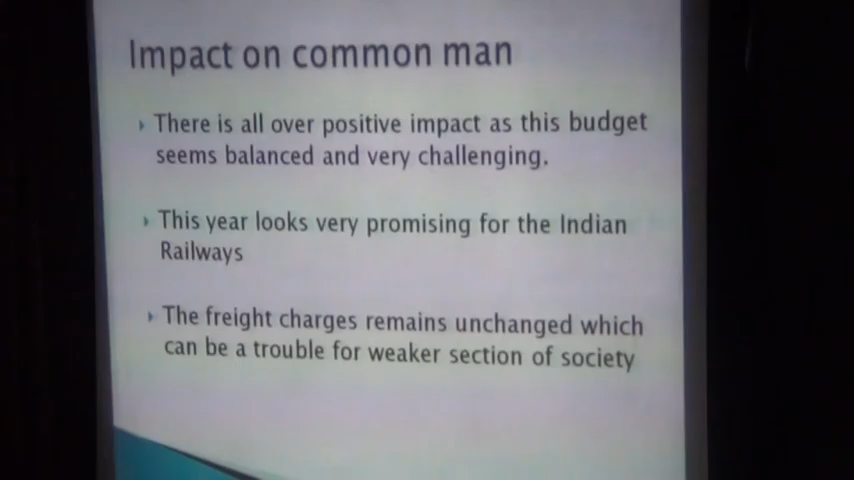 Impact on common man
There is all over positive impact as this budget
seems balanced and very challenging.
This year looks very promising for the Indian
Railways
The freight charges remains unchanged which
can be a trouble for weaker section of society